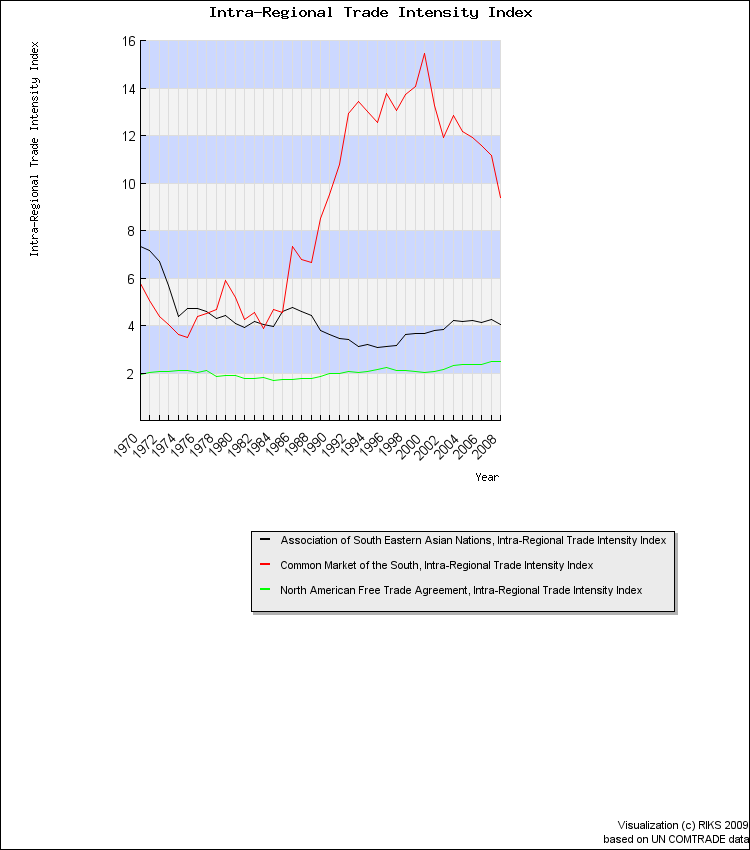 Intra-Regional Trade Intensity Index
Intra-Regional Trade Intensity Index
16
14
12
10
8
6
4
2
1970 1972 1974 1976 1978 1980 1982 1984 1986 1988 1990 1992 1994 1996 1998 2000 2002 2004 2006 2008
Year
Association of South Eastern Asian Nations, Intra-Regional Trade Intensity Index
Common Market of the South, Intra-Regional Trade Intensity Index
North American Free Trade Agreement, Intra-Regional Trade Intensity Index
Visualization (c) RIKS 2009
based on UN COMTRADE data